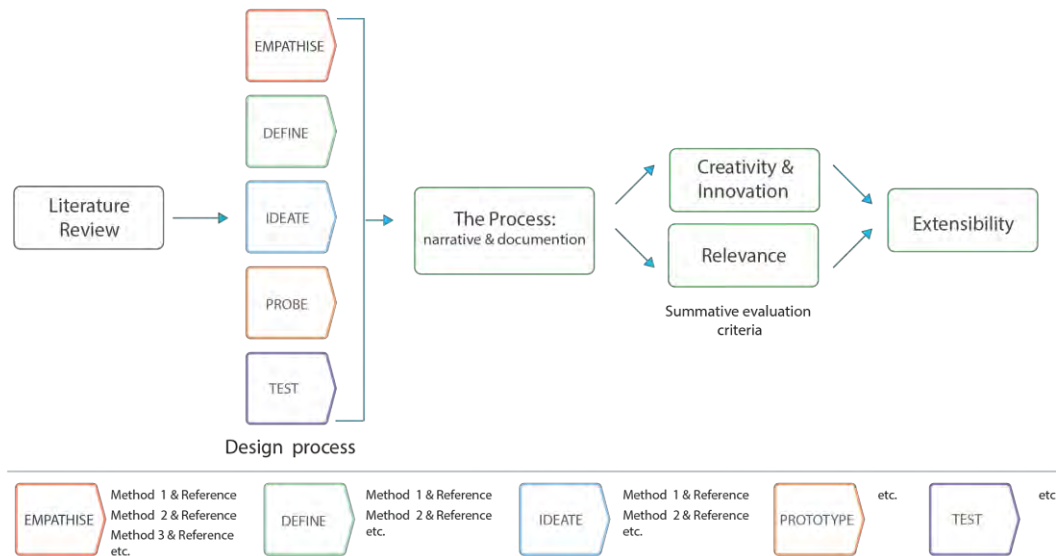 EMPATHISE
DEFINE
IDEATE
PROBE
TEST
Design process
Literature
Review
The Process:
narrative & documention
Creativity &
Innovation
Relevance
Summative evaluation
criteria
Extensibility
EMPATHISE
Method 1 & Reference
Method 2 & Reference
Method 3 & Reference
etc.
DEFINE
Method 1 & Reference
Method 2 & Reference
etc.
IDEATE
Method 1 & Reference
Method 2 & Reference
etc.
PROTOTYPE
etc.
TEST
etc